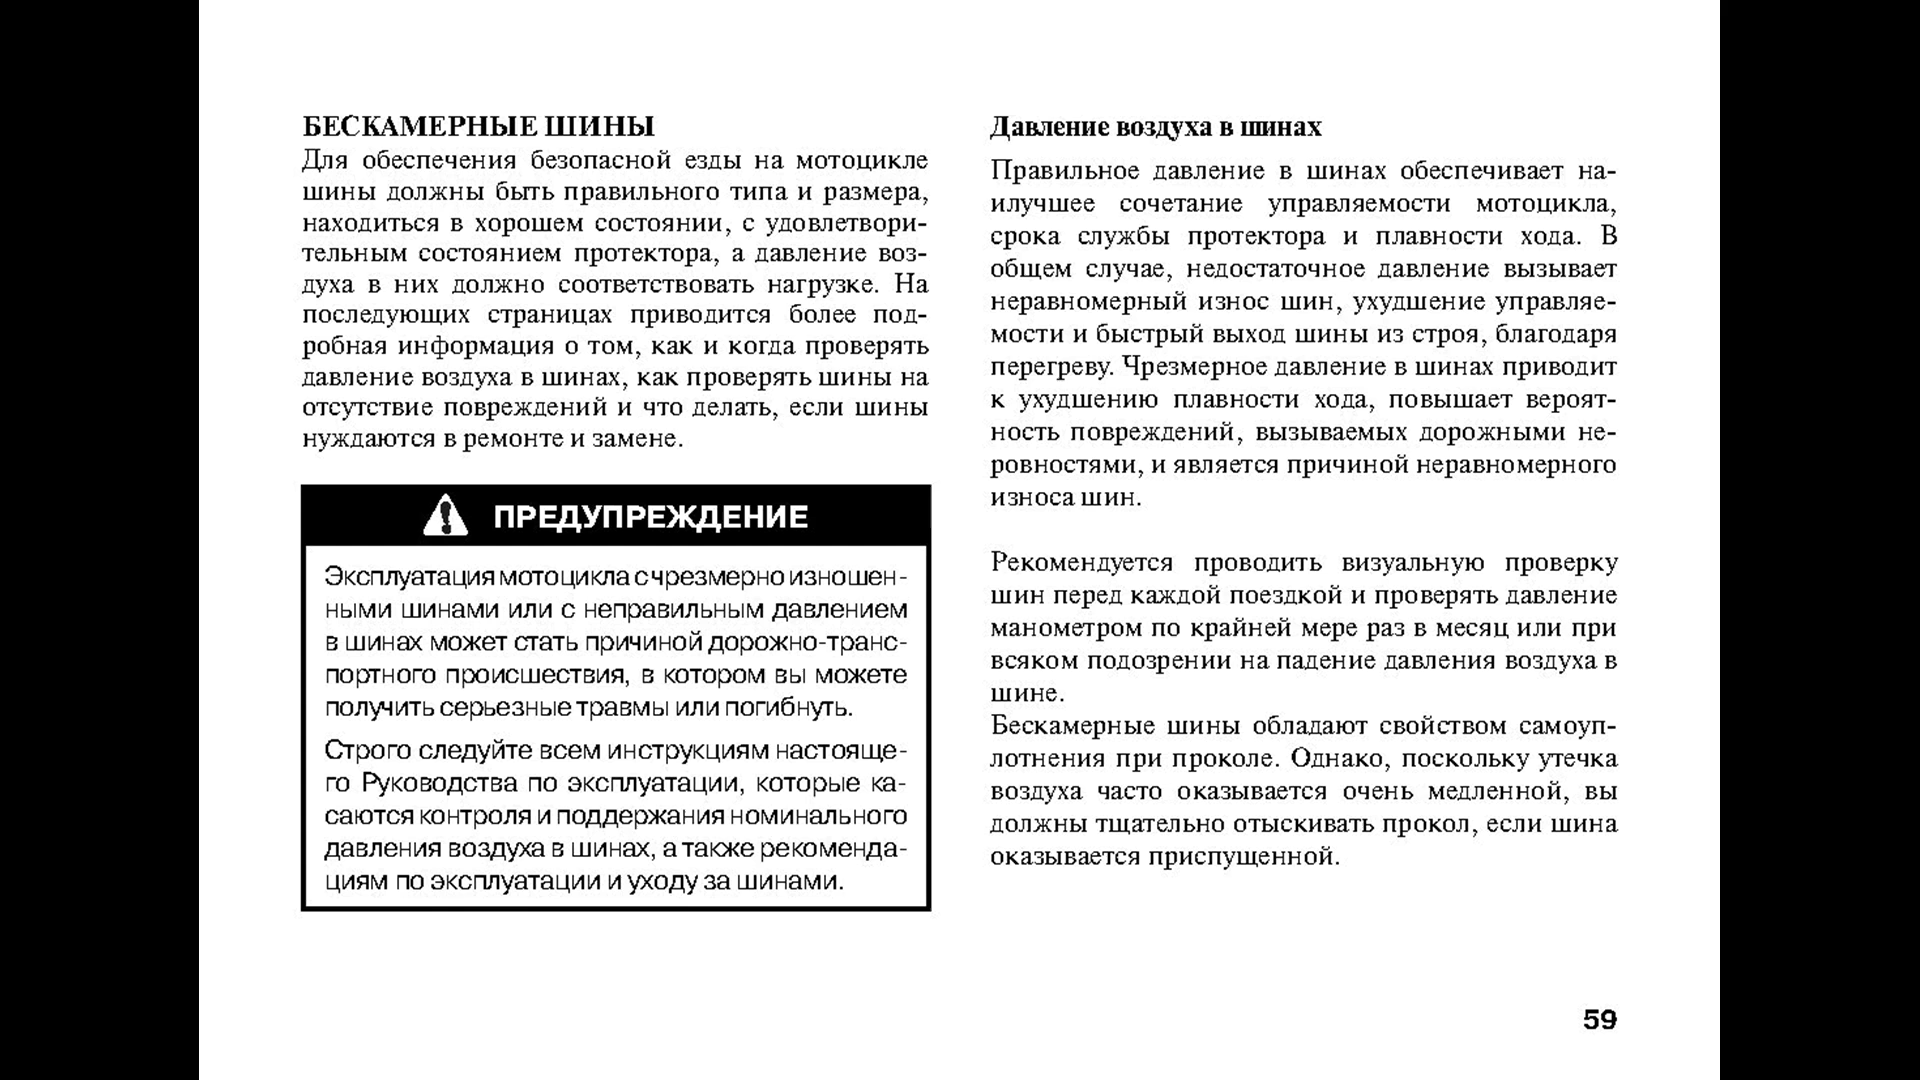 БЕСКАМЕРНЫЕ ШИНЫ
Для обеспечения безопасной езды на мотоцикле
шины должны быть правильного типа и размера,
находиться в хорошем состоянии, с удовлетвори-
тельным состоянием протектора, а давление воз-
духа в них должно соответствовать нагрузке. На
последующих страницах приводится более под-
робная информация о том, как и когда проверять
давление воздуха в шинах, как проверять шины на
отсутствие повреждений и что делать, если шины
нуждаются в ремонте и замене.
ПРЕДУПРЕЖДЕНИЕ
Эксплуатация мотоцикла с чрезмерно изношен-
ными шинами или с неправильным давлением
в шинах может стать причиной дорожно-транс-
портного происшествия, в котором вы можете
получить серьезные травмы или погибнуть.
Строго следуйте всем инструкциям настояще-
го Руководства по эксплуатации, которые ка-
саются контроля и поддержания номинального
давления воздуха в шинах, а также рекоменда-
циям по эксплуатации и уходу за шинами.
Давление воздуха в шинах
Правильное давление в шинах обеспечивает на-
илучшее сочетание управляемости мотоцикла,
срока службы протектора и плавности хода. В
общем случае, недостаточное давление вызывает
неравномерный износ шин, ухудшение управляе-
мости и быстрый выход шины из строя, благодаря
перегреву. Чрезмерное давление в шинах приводит
к ухудшению плавности хода, повышает вероят-
ность повреждений, вызываемых дорожными не-
ровностями, и является причиной неравномерного
износа шин.
Рекомендуется проводить визуальную проверку
шин перед каждой поездкой и проверять давление
манометром по крайней мере раз в месяц или при
всяком подозрении на падение давления воздуха в
шине.
Бескамерные шины обладают свойством самоуп-
лотнения при проколе. Однако, поскольку утечка
воздуха часто оказывается очень медленной, вы
должны тщательно отыскивать прокол, если шина
оказывается приспущенной.
59